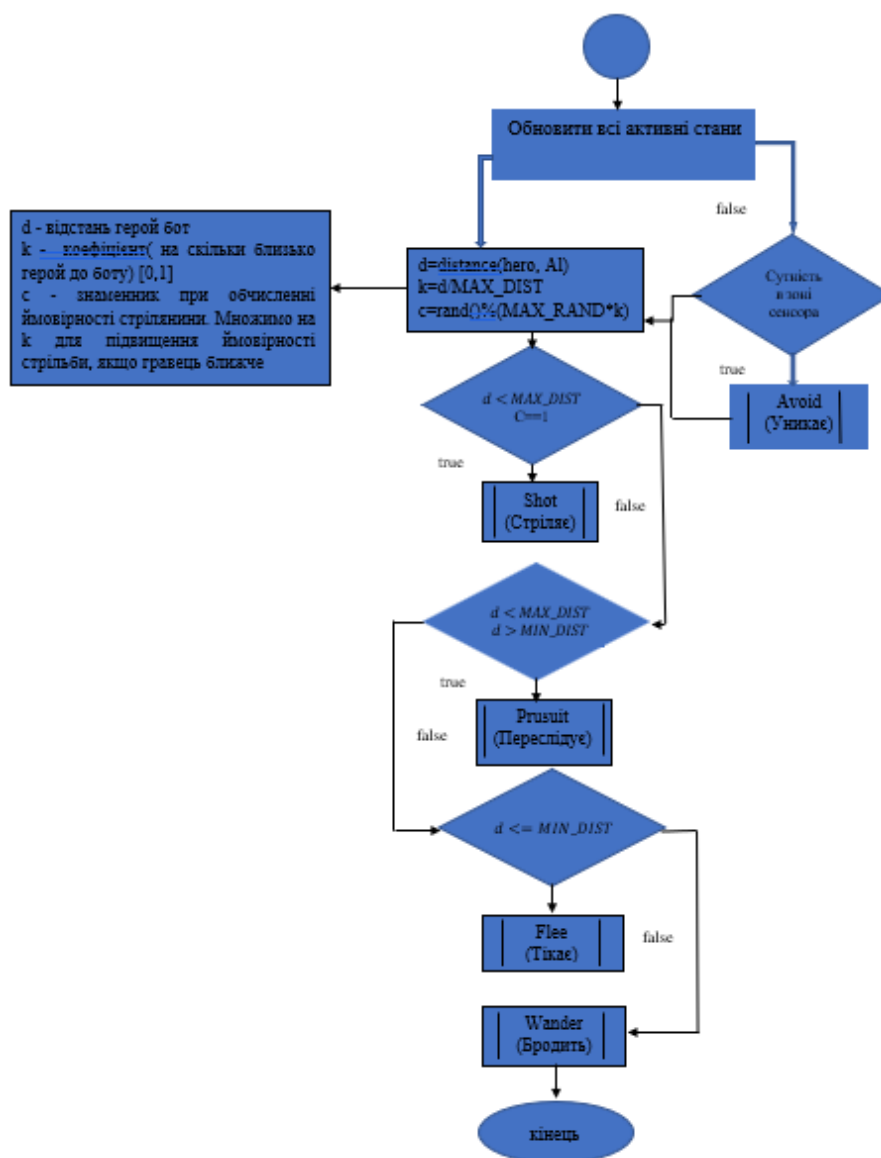 Обновити всі активні стани
false
d - відстань герой бот
k - коефіцієнт( на скільки близько
герой до боту) [0,1]
с - знаменник при обчисленні
ймовірності стрілянини. Множимо на
k для підвищення ймовірності
стрільби, якщо гравець ближче
d=distance(hero, AI)
k=d/MAX_DIST
c=rand()%(MAX_RAND*k)
Сутність
в зоні
сенсора
true
Avoid
(Уникає)
d < MAX_DIST
C==1
true
false
Shot
(Стріляє)
d < MAX_DIST
d > MIN_DIST
true
false
Prusuit
(Переслідує)
d <= MIN_DIST
Flee
(Тікає)
false
Wander
(Бродить)
кінець